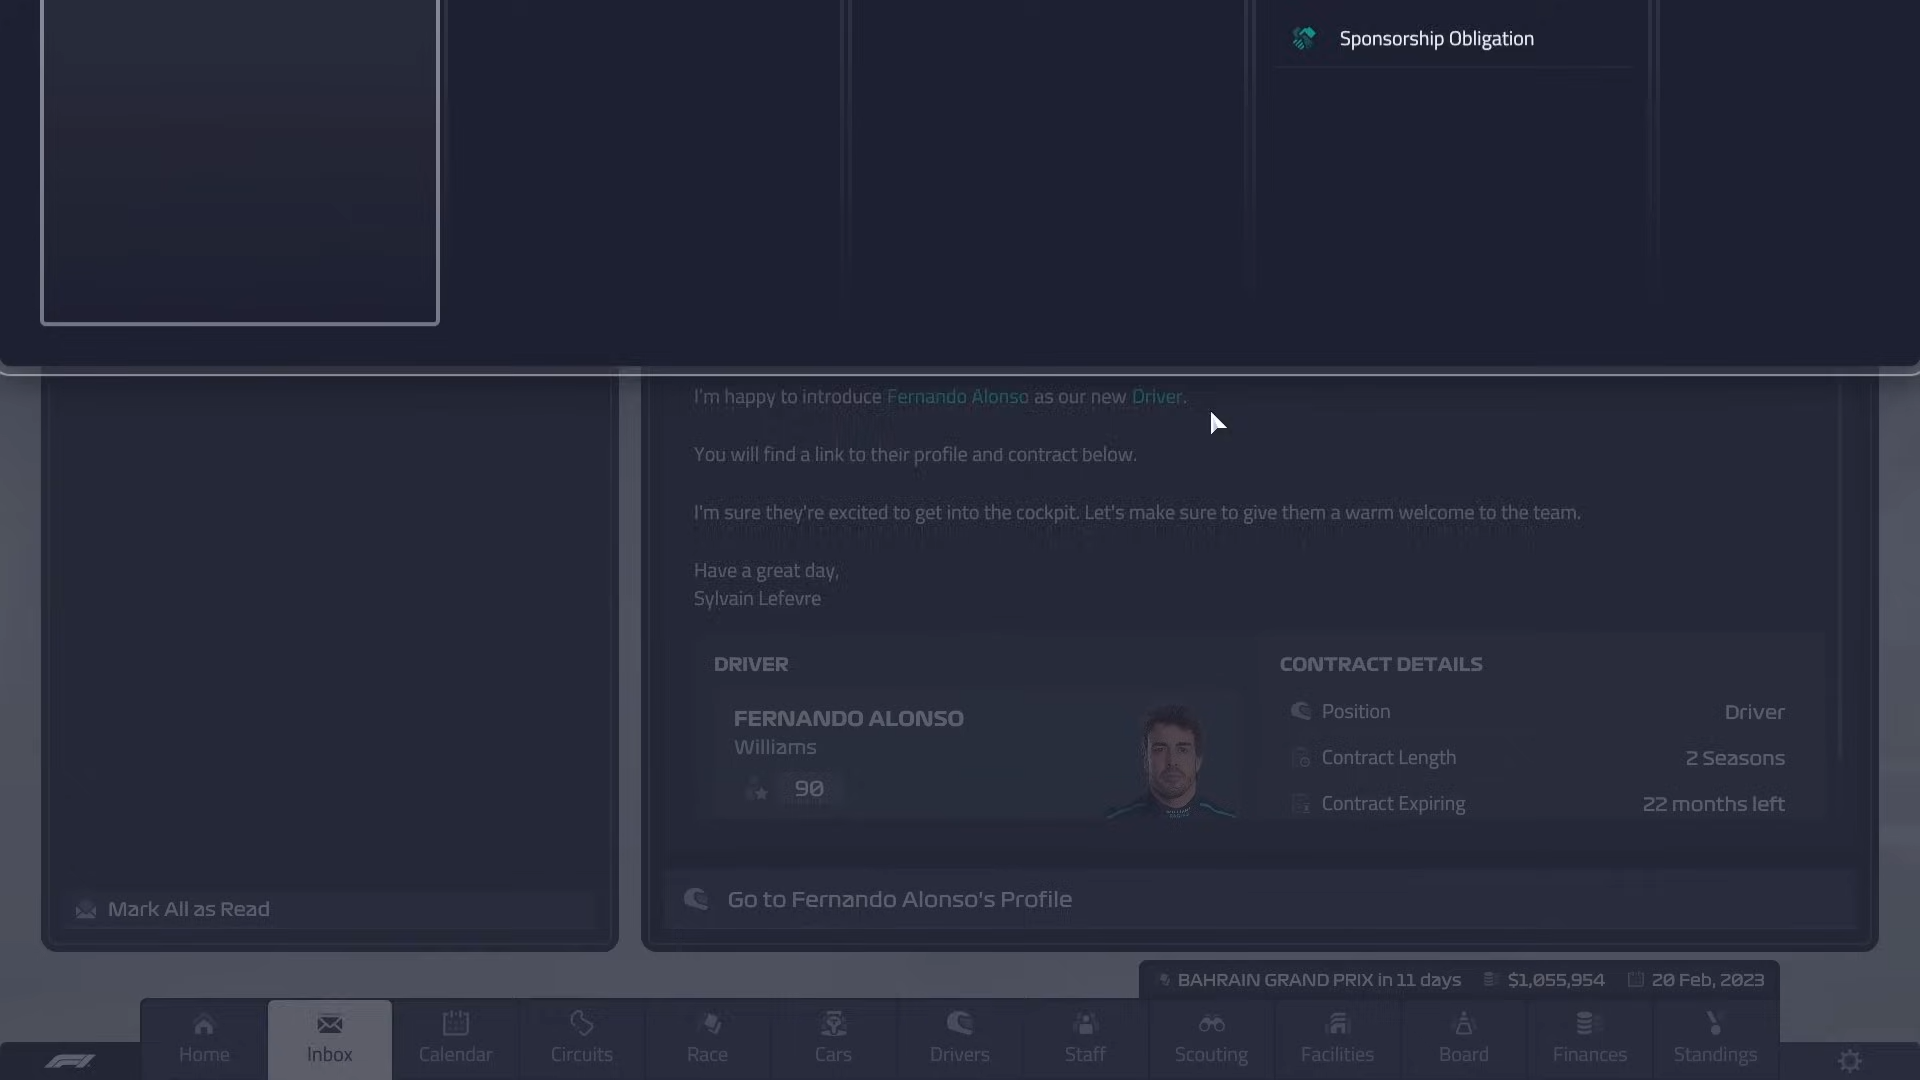 Sponsorship Obligation
I'm happy to introduce Fernando Alonso as our new Driver.
You will find a link to their profile and contract below.
I'm sure they're excited to get into the cockpit. Let's make sure to give them a warm welcome to the team.
Have a great day,
Sylvain Lefevre
DRIVER
FERNANDO ALONSO
Williams
90
CONTRACT DETAILS
Position Driver
Contract Length 2 Seasons
Contract Expiring 22 months left
Mark All as Read
Go to Fernando Alonso's Profile
BAHRAIN GRAND PRIX in 11 days $1,055,954 20 Feb, 2023
Home Inbox Calendar Circuits Race Cars Drivers Staff Scouting Facilities Board Finances Standings